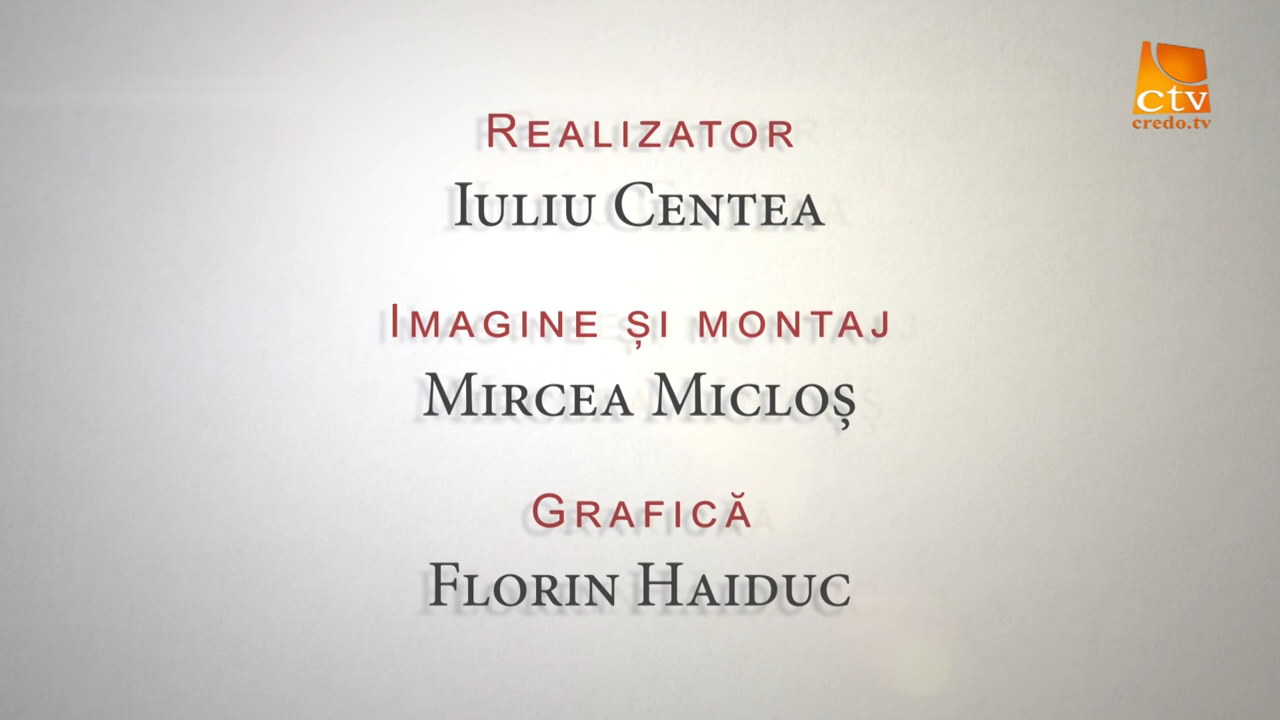 Realizator
Iuliu Centea
Imagine și montaj
Mircea Micloș
Grafică
Florin Haiduc
ctv
credo.tv